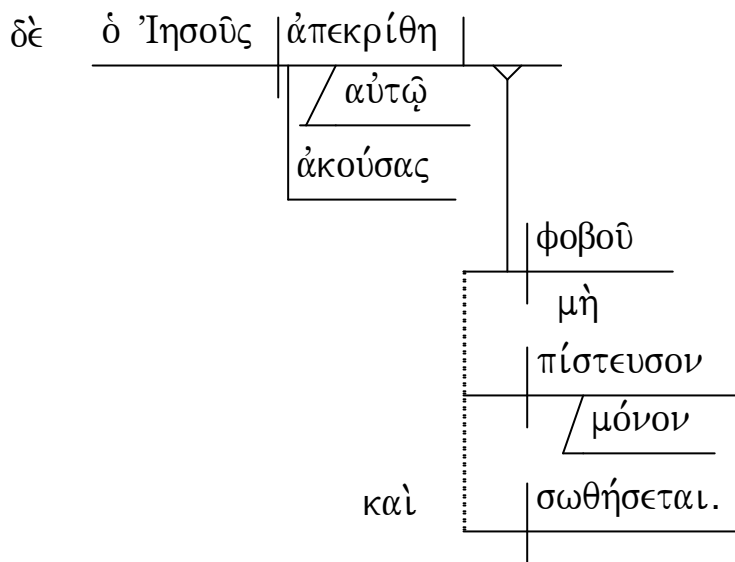 δὲ ὁ Ἰησοῦς ἀπεκρίθη
αὐτῷ
ἀκούσας
φοβοῦ
μὴ
πίστευσον
μόνον
καὶ σωθήσεται.